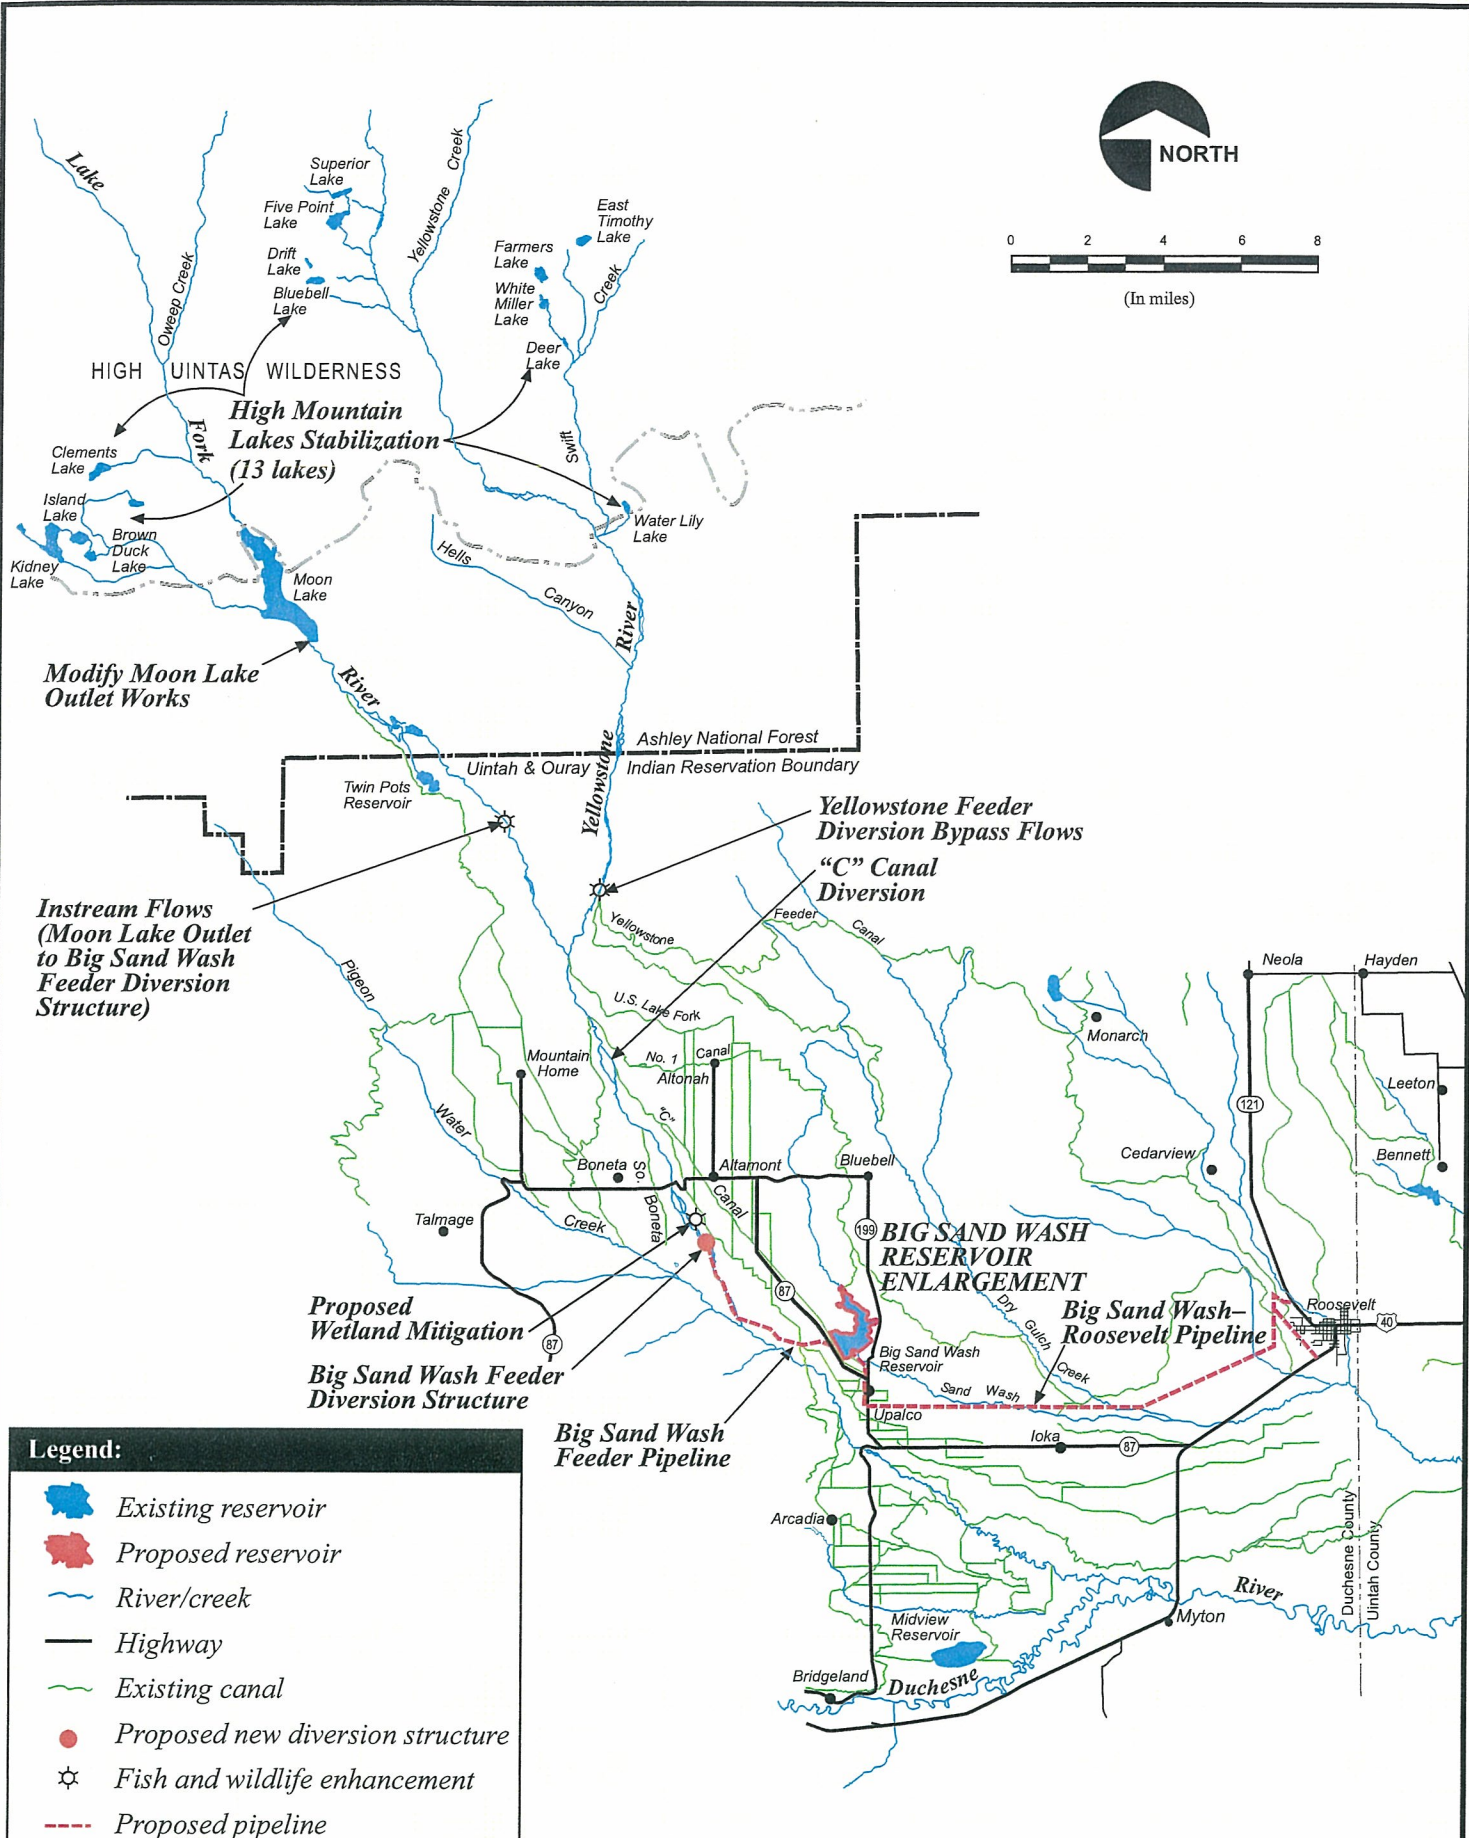 NORTH
0 2 4 6 8
(In miles)
Lake
Oweep Creek
Superior
Lake
Five Point
Lake
Drift
Lake
Bluebell
Lake
Yellowstone Creek
East
Timothy
Lake
Farmers
Lake
White
Miller
Lake
Creek
Deer
Lake
HIGH UINTAS WILDERNESS
High Mountain
Lakes Stabilization
(13 lakes)
Fork
Swift
Clements
Lake
Island
Lake
Brown
Duck
Lake
Kidney
Lake
Water Lily
Lake
Moon
Lake
Hells
Canyon
River
Modify Moon Lake
Outlet Works
River
Yellowstone
Ashley National Forest
Uintah & Ouray Indian Reservation Boundary
Twin Pots
Reservoir
Yellowstone Feeder
Diversion Bypass Flows
“C” Canal
Diversion
Instream Flows
(Moon Lake Outlet
to Big Sand Wash
Feeder Diversion
Structure)
Yellowstone
Feeder
Canal
Pigeon
Water
Creek
U.S. Lake Fork
No. 1 Canal
Altonah
Mountain
Home
"C"
Canal
Neola
Hayden
Monarch
Leeton
121
Cedarview
Bennett
Boneta
So.
Boneta
Altamont
Bluebell
Talmage
199
BIG SAND WASH
RESERVOIR
ENLARGEMENT
87
Proposed
Wetland Mitigation
87
Big Sand Wash–
Roosevelt Pipeline
Roosevelt
40
Dry
Gulch
Creek
Big Sand Wash Feeder
Diversion Structure
Big Sand Wash
Reservoir
Sand Wash
Upalco
Big Sand Wash
Feeder Pipeline
Ioka
87
Arcadia
Duchesne County
Uintah County
River
Midview
Reservoir
Myton
Bridgeland
Duchesne
Legend:
Existing reservoir
Proposed reservoir
River/creek
Highway
Existing canal
Proposed new diversion structure
Fish and wildlife enhancement
Proposed pipeline